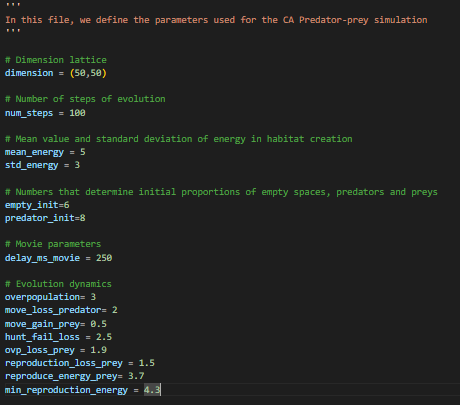 '''
In this file, we define the parameters used for the CA Predator-prey simulation
'''
# Dimension lattice
dimension = (50,50)
# Number of steps of evolution
num_steps = 100
# Mean value and standard deviation of energy in habitat creation
mean_energy = 5
std_energy = 3
# Numbers that determine initial proportions of empty spaces, predators and preys
empty_init=6
predator_init=8
# Movie parameters
delay_ms_movie = 250
# Evolution dynamics
overpopulation= 3
move_loss_predator= 2
move_gain_prey= 0.5
hunt_fail_loss = 2.5
ovp_loss_prey = 1.9
reproduction_loss_prey = 1.5
reproduce_energy_prey= 3.7
min_reproduction_energy = 4.3